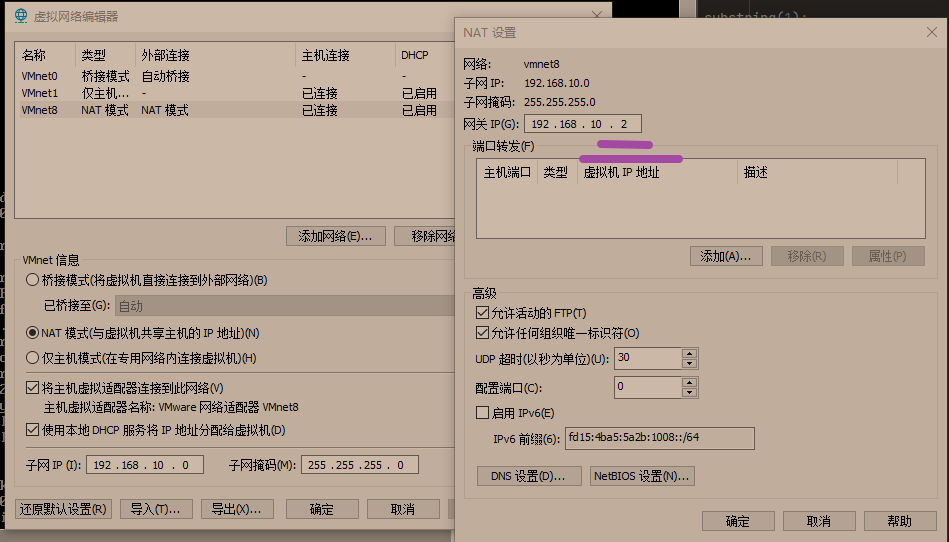 虚拟网络编辑器
名称 类型 外部连接 主机连接 DHCP
VMnet0 桥接模式 自动桥接 - -
VMnet1 仅主机... - 已连接 已启用
VMnet8 NAT 模式 NAT 模式 已连接 已启用
添加网络(E)... 移除网络
VMnet 信息
桥接模式(将虚拟机直接连接到外部网络)(B)
已桥接至(G): 自动
NAT 模式(与虚拟机共享主机的 IP 地址)(N)
仅主机模式(在专用网络内连接虚拟机)(H)
将主机虚拟适配器连接到此网络(V)
主机虚拟适配器名称: VMware 网络适配器 VMnet8
使用本地 DHCP 服务将 IP 地址分配给虚拟机(D)
子网 IP (I): 192 .168 . 10 . 0 子网掩码(M): 255 .255 .255 . 0
还原默认设置(R) 导入(T)... 导出(X)... 确定 取消
substring(1);
NAT 设置
网络: vmnet8
子网 IP: 192.168.10.0
子网掩码: 255.255.255.0
网关 IP(G): 192 .168 . 10 . 2
端口转发(F)
主机端口 类型 虚拟机 IP 地址 描述
添加(A)... 移除(R) 属性(P)
高级
允许活动的 FTP(T)
允许任何组织唯一标识符(O)
UDP 超时(以秒为单位)(U): 30
配置端口(C): 0
启用 IPv6(E)
IPv6 前缀(6): fd15:4ba5:5a2b:1008::/64
DNS 设置(D)... NetBIOS 设置(N)...
确定 取消 帮助